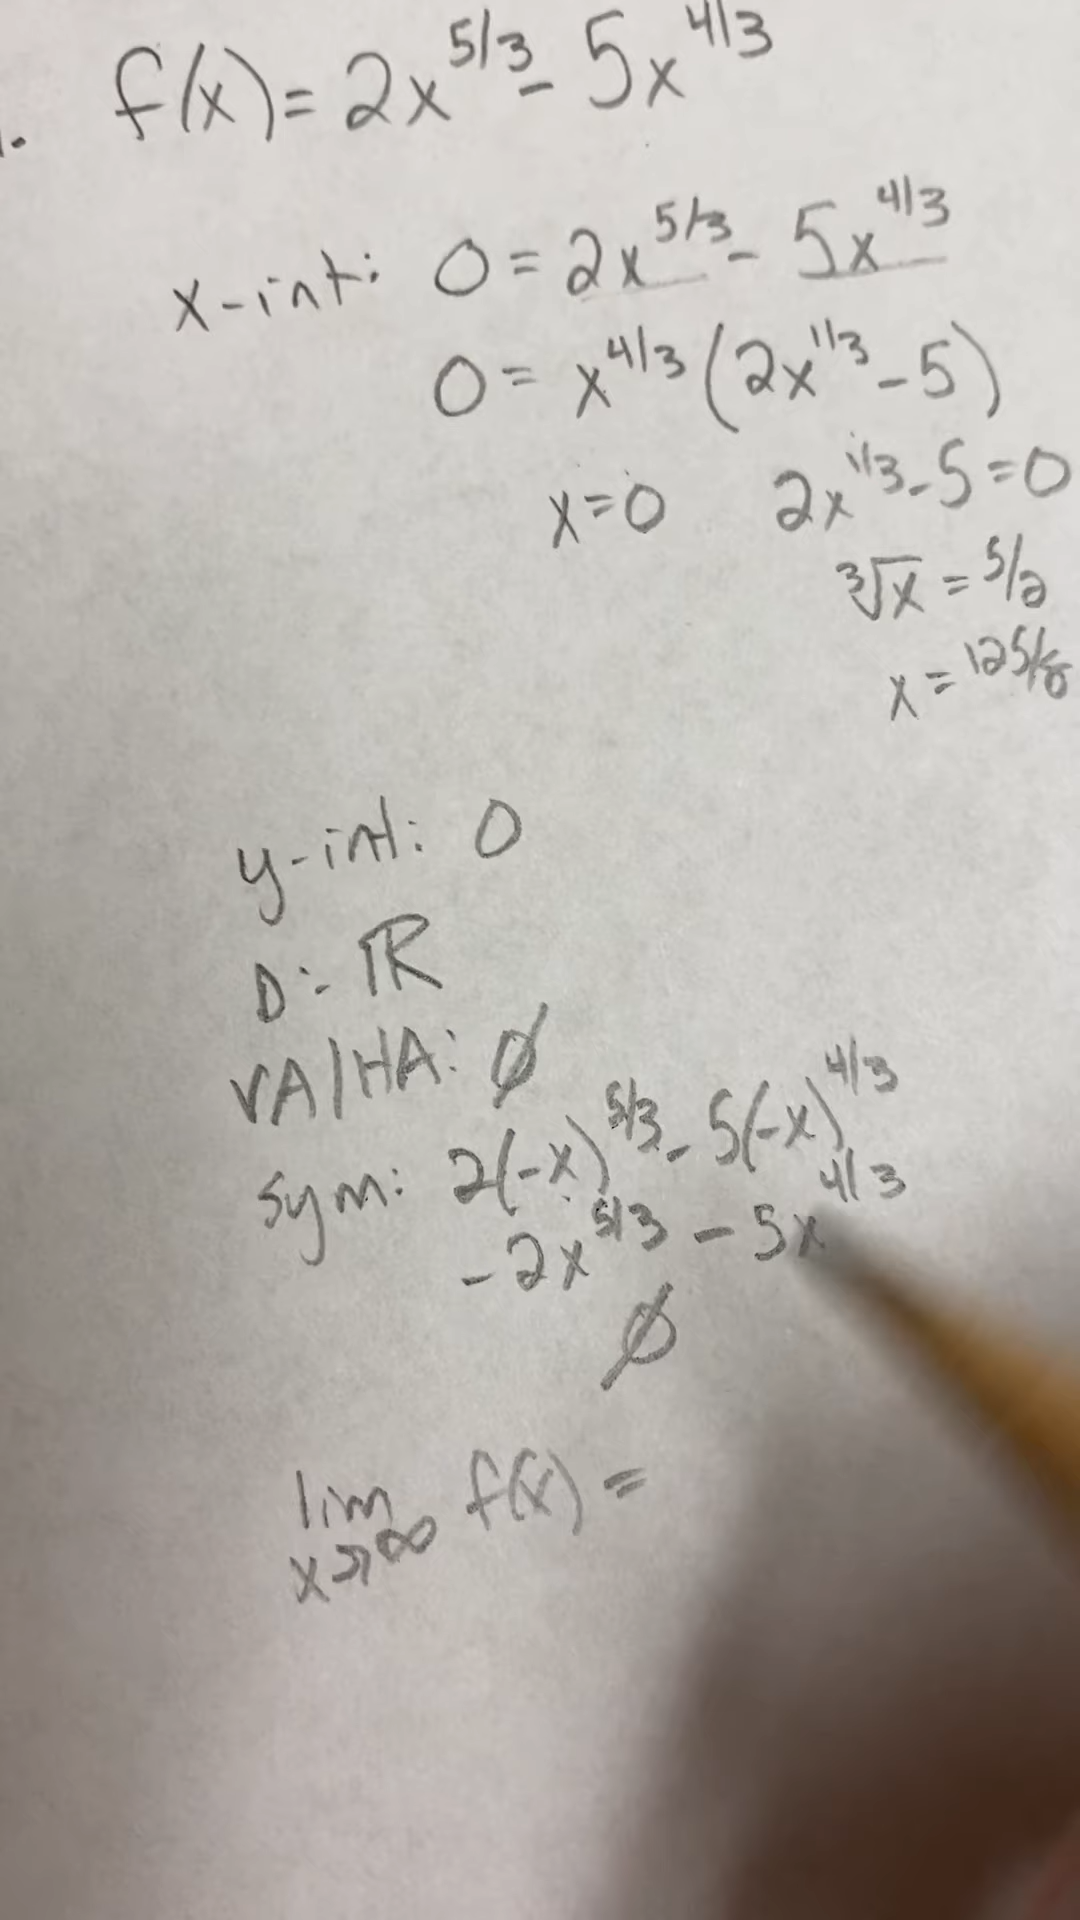 1. f(x) = 2x^5/3 - 5x^4/3
x-int: 0 = 2x^5/3 - 5x^4/3
0 = x^4/3 (2x^1/3 - 5)
x=0 2x^1/3 - 5 = 0
∛x = 5/2
x = 125/8
y-int: 0
D: ℝ
VA/HA: ∅
sym: 2(-x)^5/3 - 5(-x)^4/3
-2x^5/3 - 5x^4/3
∅
lim f(x) =
x→∞